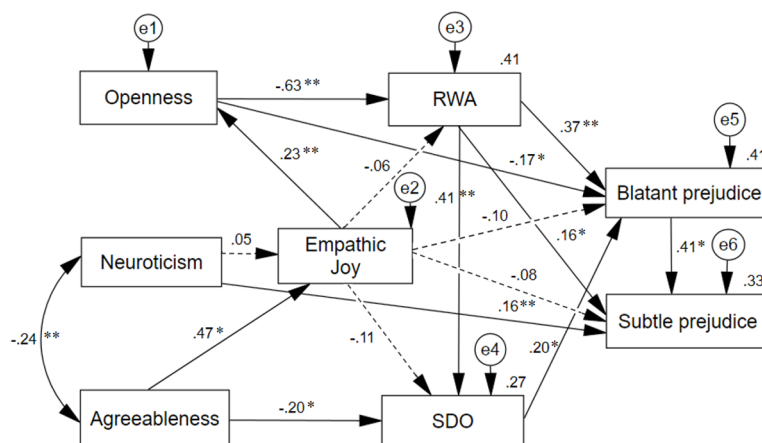 e1
e3
.41
Openness
-.63 **
RWA
.37 **
e5
.23 **
-.06
e2
-.17 *
.41 **
.41
Blatant prejudice
-.10
.05
Empathic
Joy
.16 *
.41 *
e6
Neuroticism
-.08
.16 **
.33
Subtle prejudice
-.24 **
.47 *
-.11
e4
.20 *
.27
Agreeableness
-.20 *
SDO